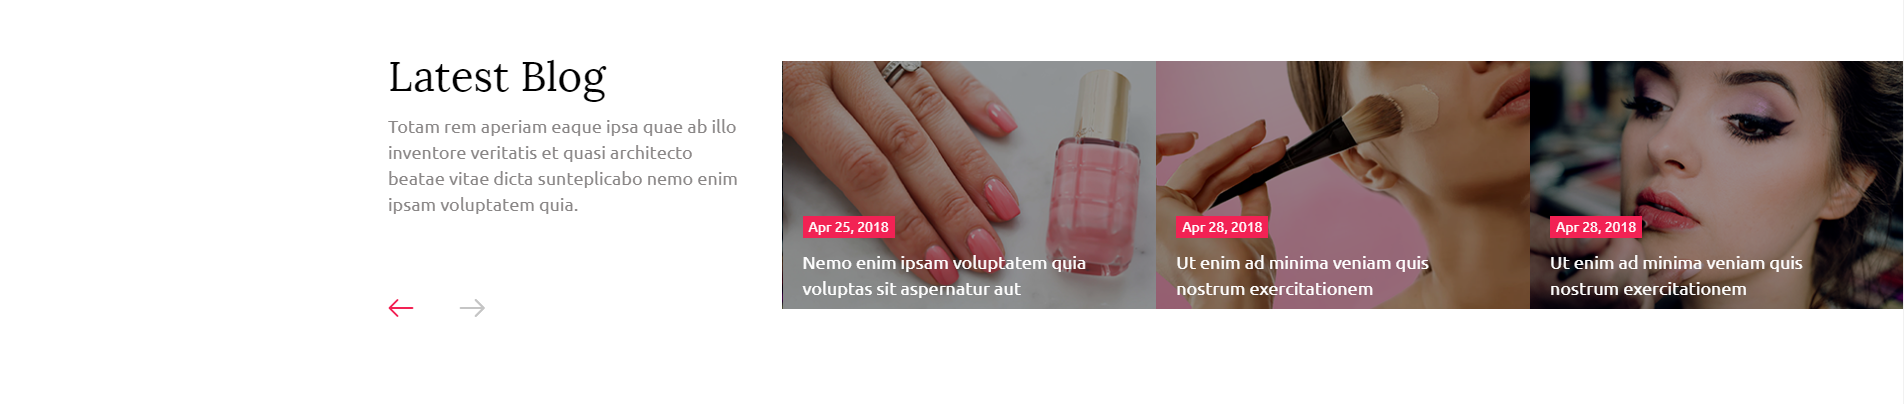 Latest Blog
Totam rem aperiam eaque ipsa quae ab illo
inventore veritatis et quasi architecto
beatae vitae dicta sunteplicabo nemo enim
ipsam voluptatem quia.
Apr 25, 2018
Nemo enim ipsam voluptatem quia
voluptas sit aspernatur aut
Apr 28, 2018
Ut enim ad minima veniam quis
nostrum exercitationem
Apr 28, 2018
Ut enim ad minima veniam quis
nostrum exercitationem